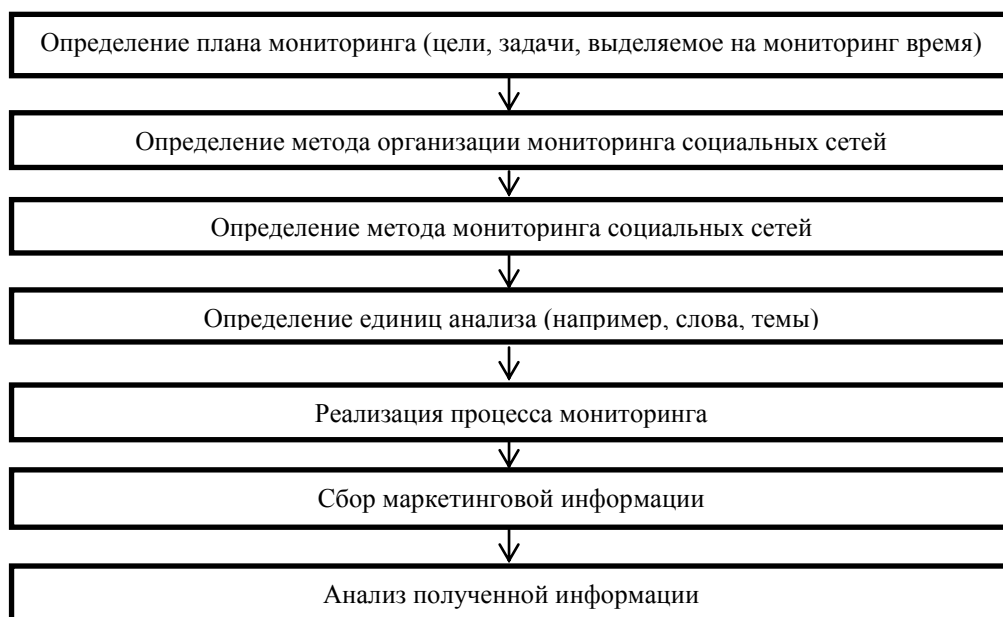 Определение плана мониторинга (цели, задачи, выделяемое на мониторинг время)
Определение метода организации мониторинга социальных сетей
Определение метода мониторинга социальных сетей
Определение единиц анализа (например, слова, темы)
Реализация процесса мониторинга
Сбор маркетинговой информации
Анализ полученной информации